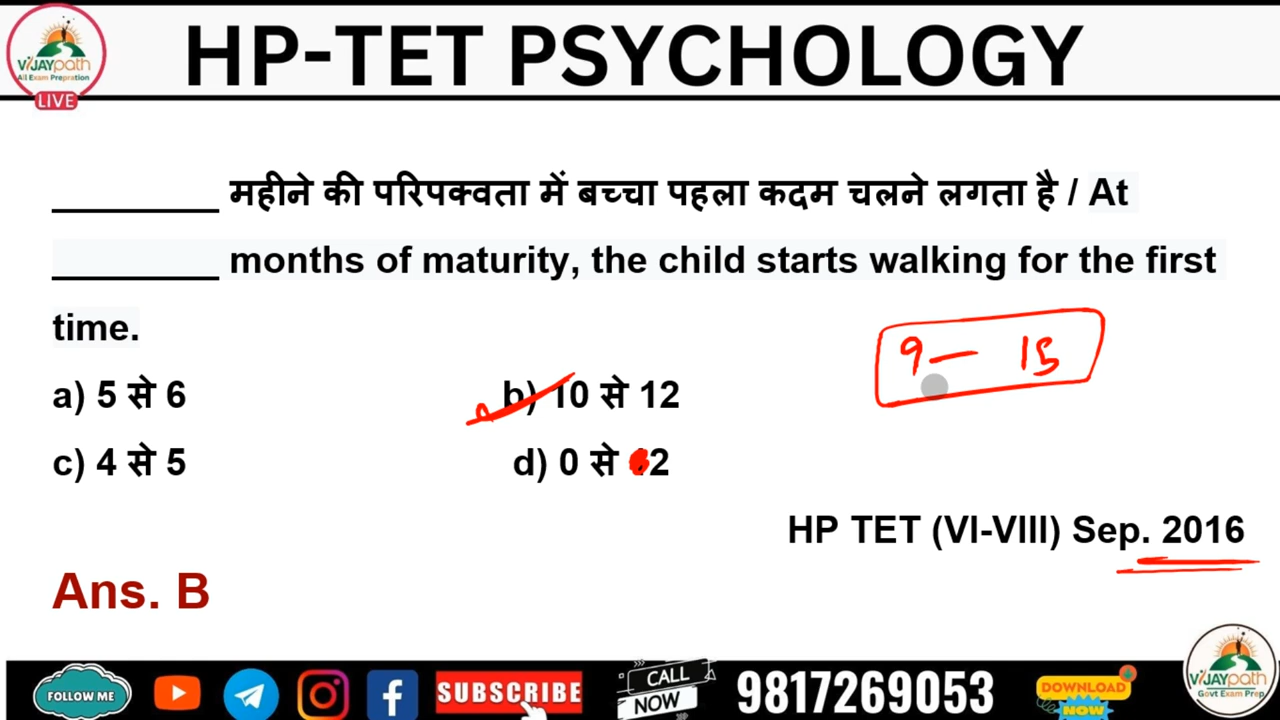 VIJAYpath
All Exam Prepration
LIVE
HP-TET PSYCHOLOGY
________ महीने की परिपक्वता में बच्चा पहला कदम चलने लगता है / At
________ months of maturity, the child starts walking for the first
time.
9 — 15
a) 5 से 6
b) 10 से 12
c) 4 से 5
d) 0 से 2
HP TET (VI-VIII) Sep. 2016
Ans. B
FOLLOW ME
SUBSCRIBE
CALL
NOW
9817269053
DOWNLOAD
NOW
VIJAYpath
Govt Exam Prep